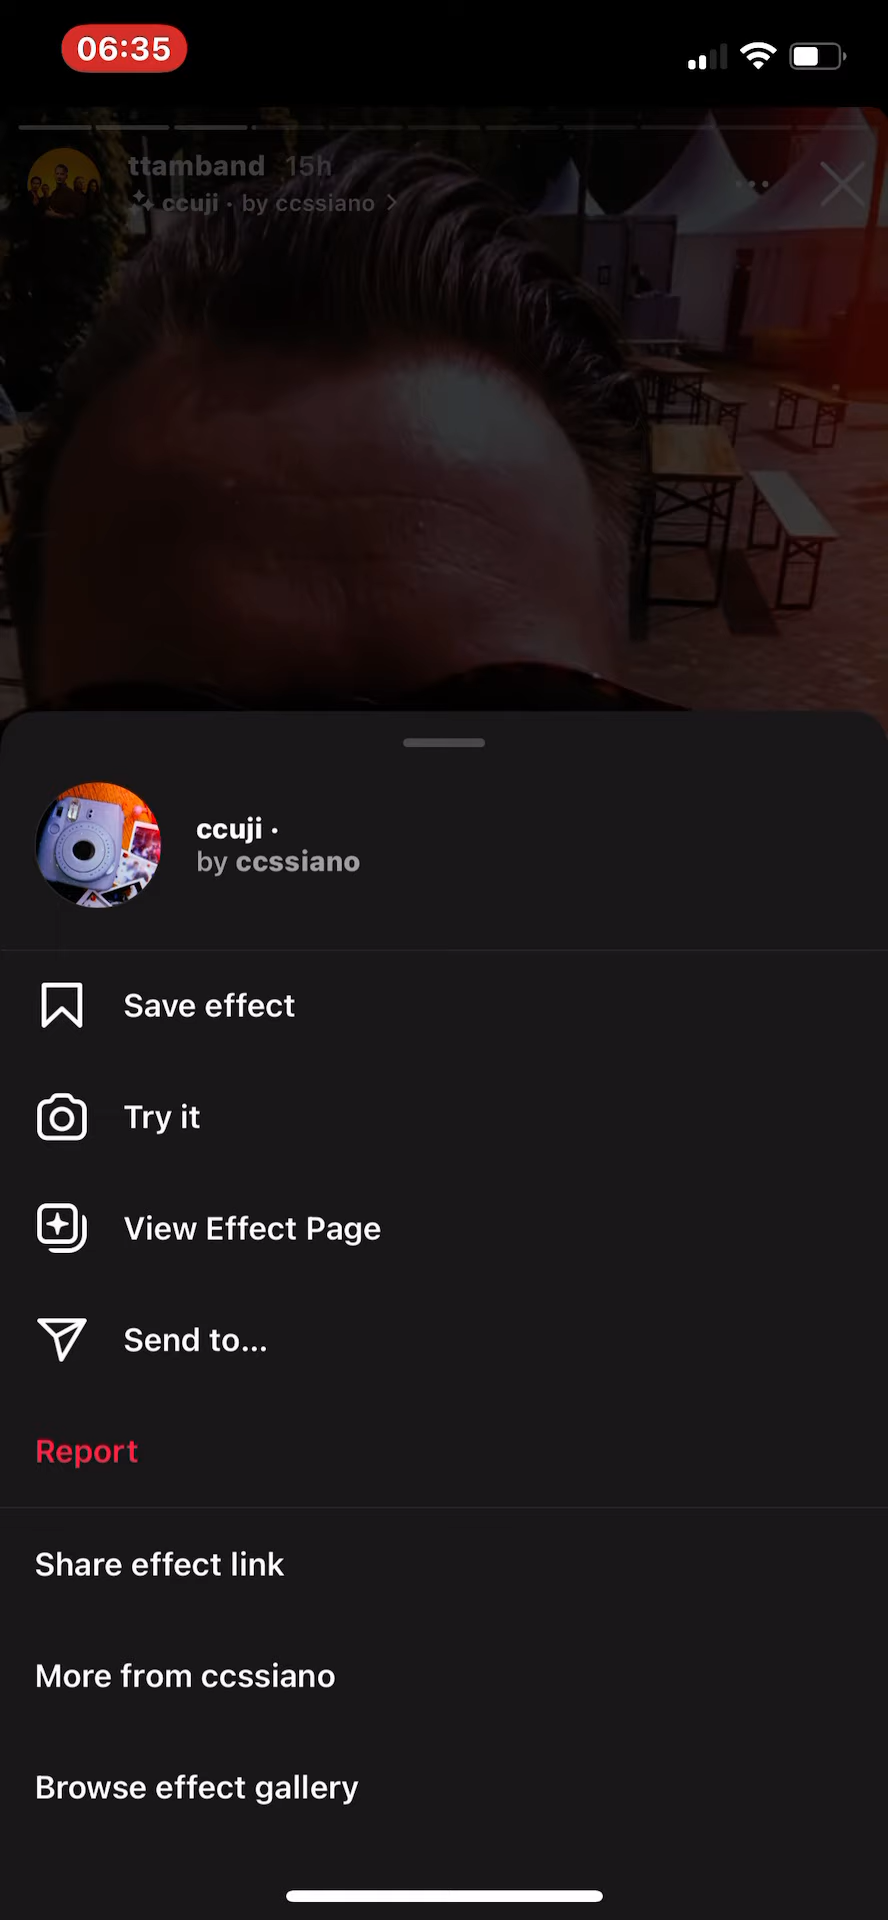 06:35
ttamband 15h
ccuji · by ccssiano >
ccuji ·
by ccssiano
Save effect
Try it
View Effect Page
Send to...
Report
Share effect link
More from ccssiano
Browse effect gallery